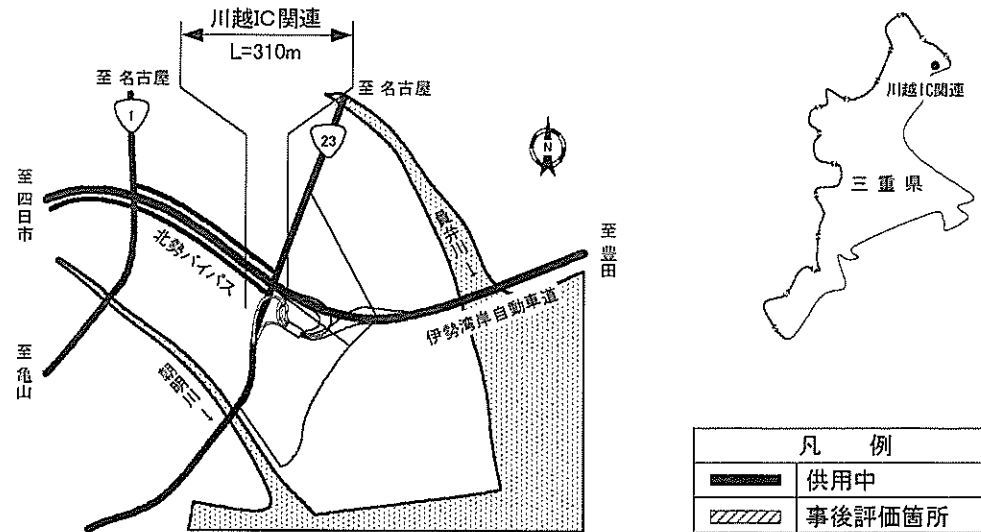 川越IC関連
L=310m
至 名古屋
1
至 名古屋
23
N
至四日市
北勢バイパス
員弁川
至豊田
伊勢湾岸自動車道
至亀山
朝明川
川越IC関連
三重県
凡 例
供用中
事後評価箇所